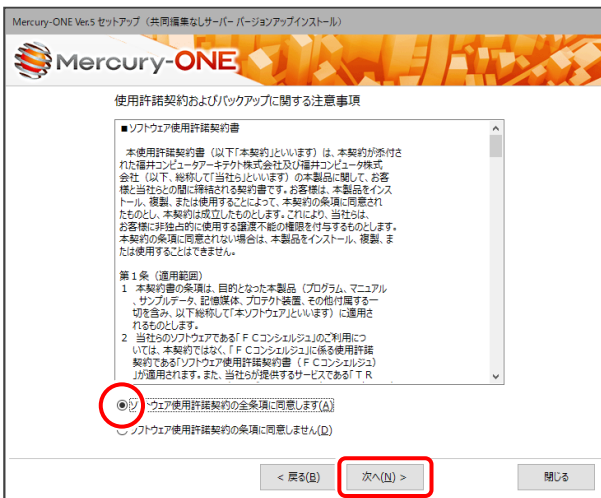 Mercury-ONE Ver.5 セットアップ（共同編集なしサーバー バージョンアップインストール）
Mercury-ONE
使用許諾契約およびバックアップに関する注意事項
■ソフトウェア使用許諾契約書
本使用許諾契約書（以下「本契約」といいます）は、本契約が添付さ
れた福井コンピュータアーキテクト株式会社及び福井コンピュータ株式
会社（以下、総称して「当社ら」といいます）の本製品に関して、お客
様と当社らとの間に締結される契約書です。お客様は、本製品をインス
トール、複製、または使用することによって、本契約の条項に同意され
たものとし、本契約は成立したものとします。これにより、当社らは、
お客様に非独占的に使用する譲渡不能の権限を付与するものとします。
本契約の条項に同意されない場合は、本製品をインストール、複製、ま
たは使用することはできません。
第１条（適用範囲）
１ 本契約書の条項は、目的となった本製品（プログラム、マニュアル
、サンプルデータ、記憶媒体、プロテクト装置、その他付属する一
切を含み、以下総称して「本ソフトウェア」といいます）に適用さ
れるものとします。
２ 当社らのソフトウェアである「ＦＣコンシェルジュ」のご利用につ
いては、本契約ではなく、「ＦＣコンシェルジュ」に係る使用許諾
契約である「ソフトウェア使用許諾契約書（ＦＣコンシェルジュ）
」が適用されます。また、当社らが提供するサービスである「ＴＲ
ソフトウェア使用許諾契約の全条項に同意します(A)
ソフトウェア使用許諾契約の条項に同意しません(D)
< 戻る(B)
次へ(N) >
閉じる